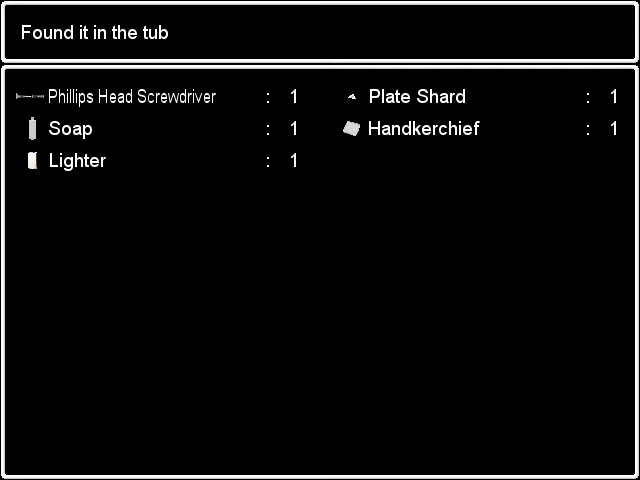 Found it in the tub
Phillips Head Screwdriver : 1 Plate Shard : 1
Soap : 1 Handkerchief : 1
Lighter : 1